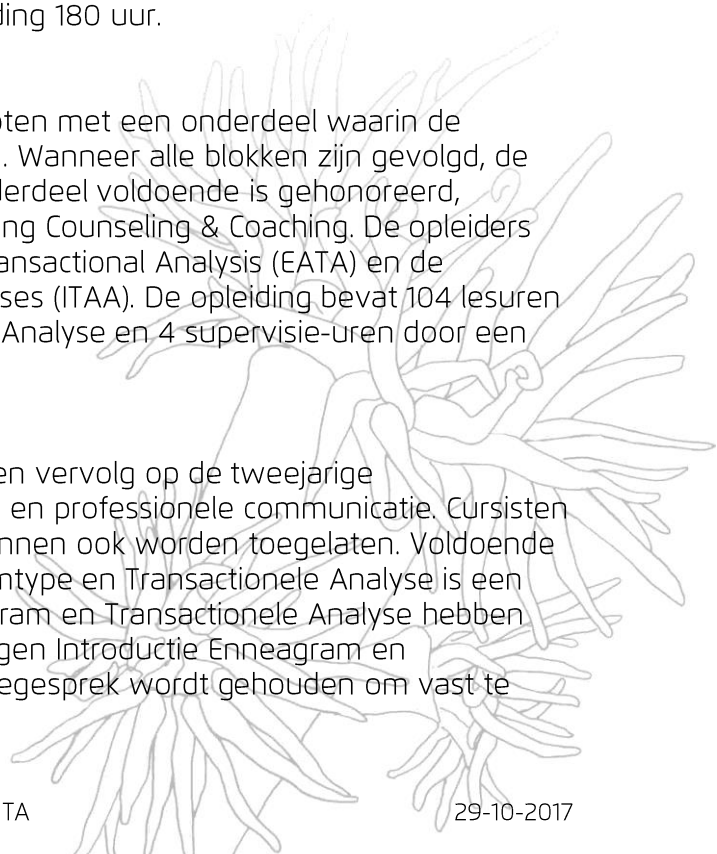 ding 180 uur.
oten met een onderdeel waarin de
. Wanneer alle blokken zijn gevolgd, de
derdeel voldoende is gehonoreerd,
ng Counseling & Coaching. De opleiders
ansactional Analysis (EATA) en de
ses (ITAA). De opleiding bevat 104 lesuren
Analyse en 4 supervisie-uren door een
en vervolg op de tweejarige
en professionele communicatie. Cursisten
nnen ook worden toegelaten. Voldoende
mtype en Transactionele Analyse is een
ram en Transactionele Analyse hebben
gen Introductie Enneagram en
egesprek wordt gehouden om vast te
TA 29-10-2017